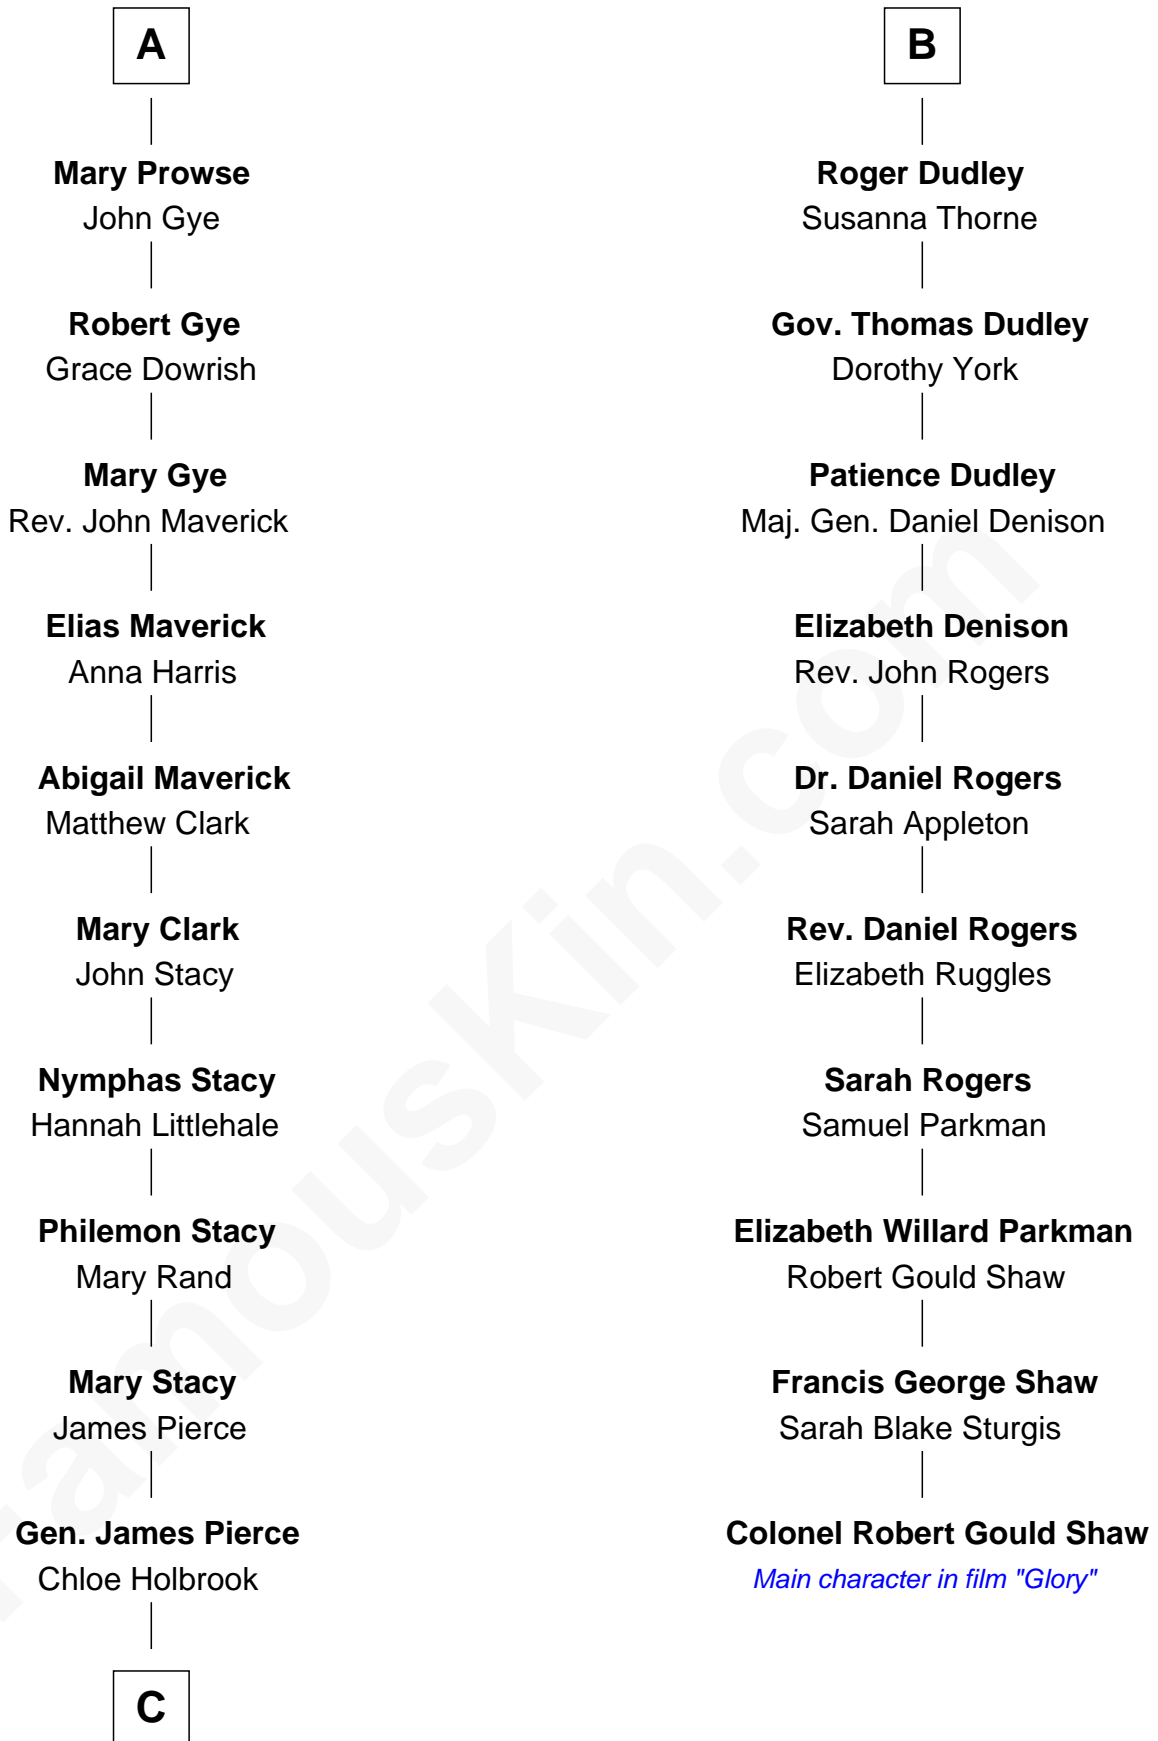 A
Mary Prowse
John Gye
Robert Gye
Grace Dowrish
Mary Gye
Rev. John Maverick
Elias Maverick
Anna Harris
Abigail Maverick
Matthew Clark
Mary Clark
John Stacy
Nymphas Stacy
Hannah Littlehale
Philemon Stacy
Mary Rand
Mary Stacy
James Pierce
Gen. James Pierce
Chloe Holbrook
C
B
Roger Dudley
Susanna Thorne
Gov. Thomas Dudley
Dorothy York
Patience Dudley
Maj. Gen. Daniel Denison
Elizabeth Denison
Rev. John Rogers
Dr. Daniel Rogers
Sarah Appleton
Rev. Daniel Rogers
Elizabeth Ruggles
Sarah Rogers
Samuel Parkman
Elizabeth Willard Parkman
Robert Gould Shaw
Francis George Shaw
Sarah Blake Sturgis
Colonel Robert Gould Shaw
Main character in film "Glory"
FamousKin.com